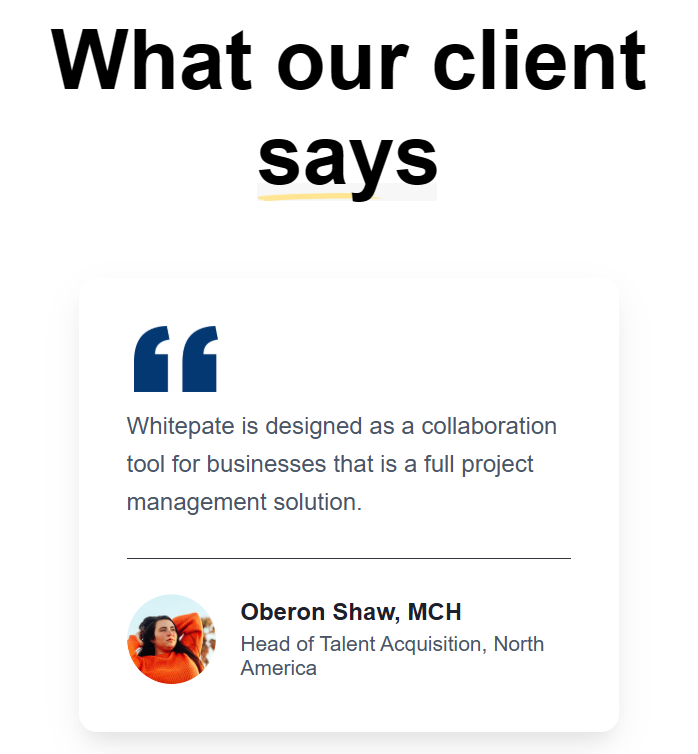 What our client
says
Whitepate is designed as a collaboration
tool for businesses that is a full project
management solution.
Oberon Shaw, MCH
Head of Talent Acquisition, North
America